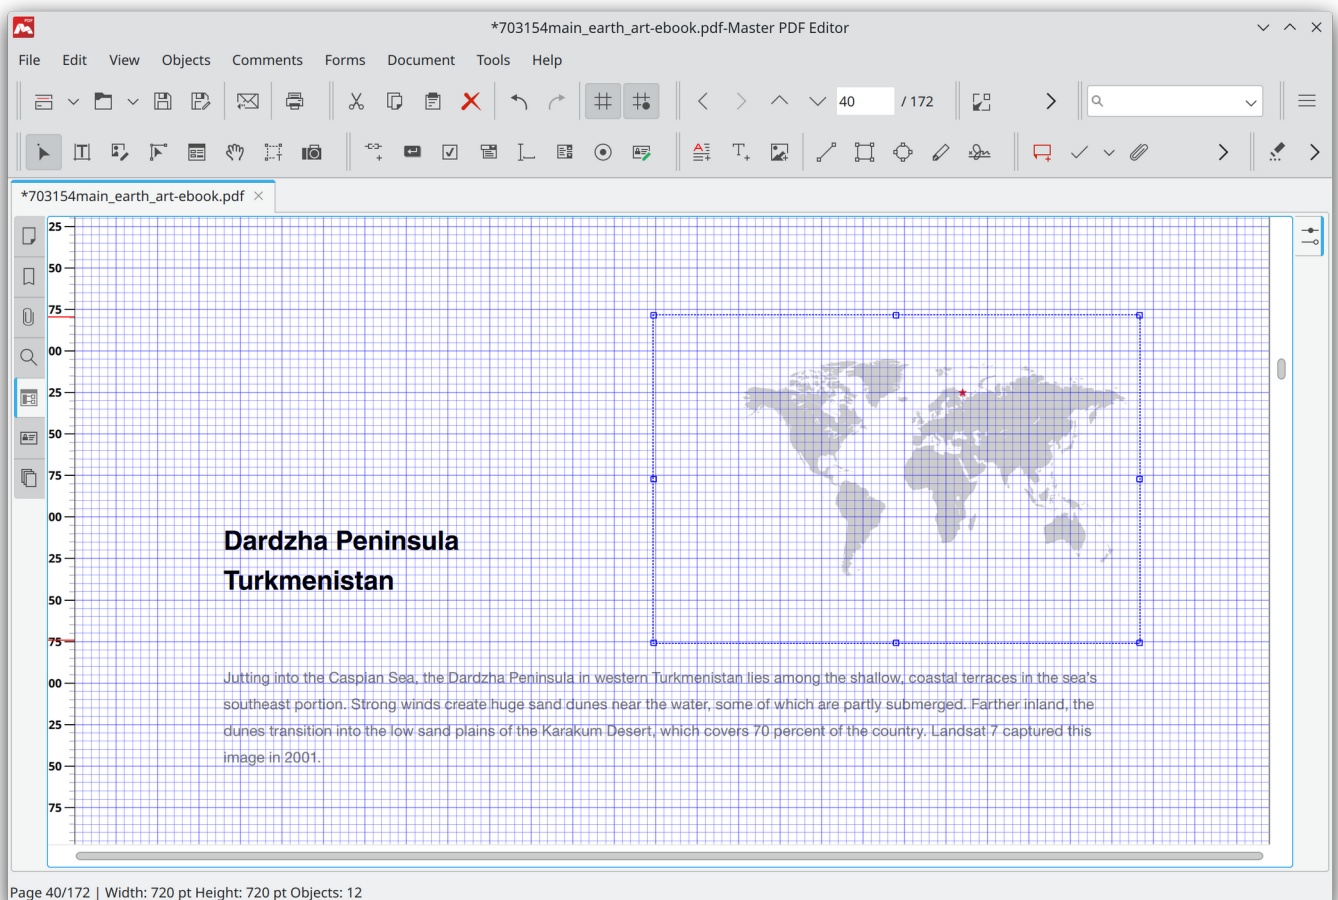 *703154main_earth_art-ebook.pdf-Master PDF Editor
File Edit View Objects Comments Forms Document Tools Help
40 / 172
*703154main_earth_art-ebook.pdf
25
50
75
00
25
50
75
00
25
50
75
00
25
50
75
Dardzha Peninsula
Turkmenistan
Jutting into the Caspian Sea, the Dardzha Peninsula in western Turkmenistan lies among the shallow, coastal terraces in the sea’s
southeast portion. Strong winds create huge sand dunes near the water, some of which are partly submerged. Farther inland, the
dunes transition into the low sand plains of the Karakum Desert, which covers 70 percent of the country. Landsat 7 captured this
image in 2001.
Page 40/172 | Width: 720 pt Height: 720 pt Objects: 12